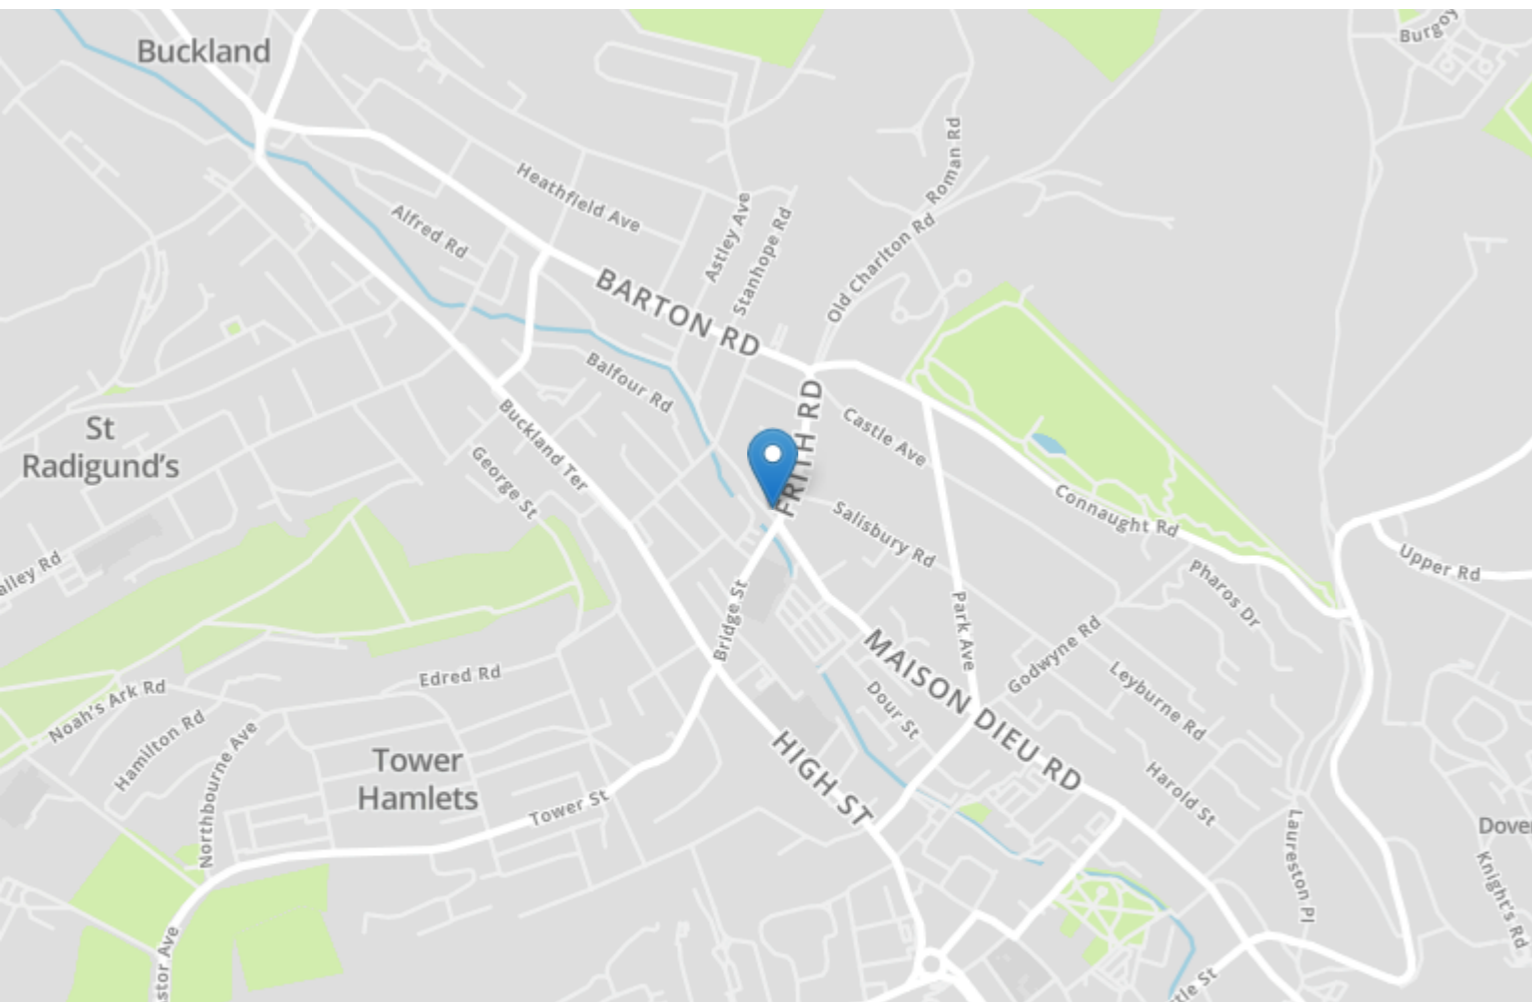 Buckland
Burgoy
Roman Rd
Heathfield Ave
Alfred Rd
Astley Ave
Stanhope Rd
Old Charlton Rd
BARTON RD
Balfour Rd
FRITH RD
Castle Ave
St
Radigund's
Buckland Ter
George St
Salisbury Rd
Connaught Rd
Upper Rd
alley Rd
Pharos Dr
Bridge St
Park Ave
Godwyne Rd
MAISON DIEU RD
Leyburne Rd
Edred Rd
Noah's Ark Rd
Dour St
Hamilton Rd
Northbourne Ave
Tower
Hamlets
HIGH ST
Tower St
Harold St
Laureston Pl
Dover
Knight's Rd
stor Ave
tle St